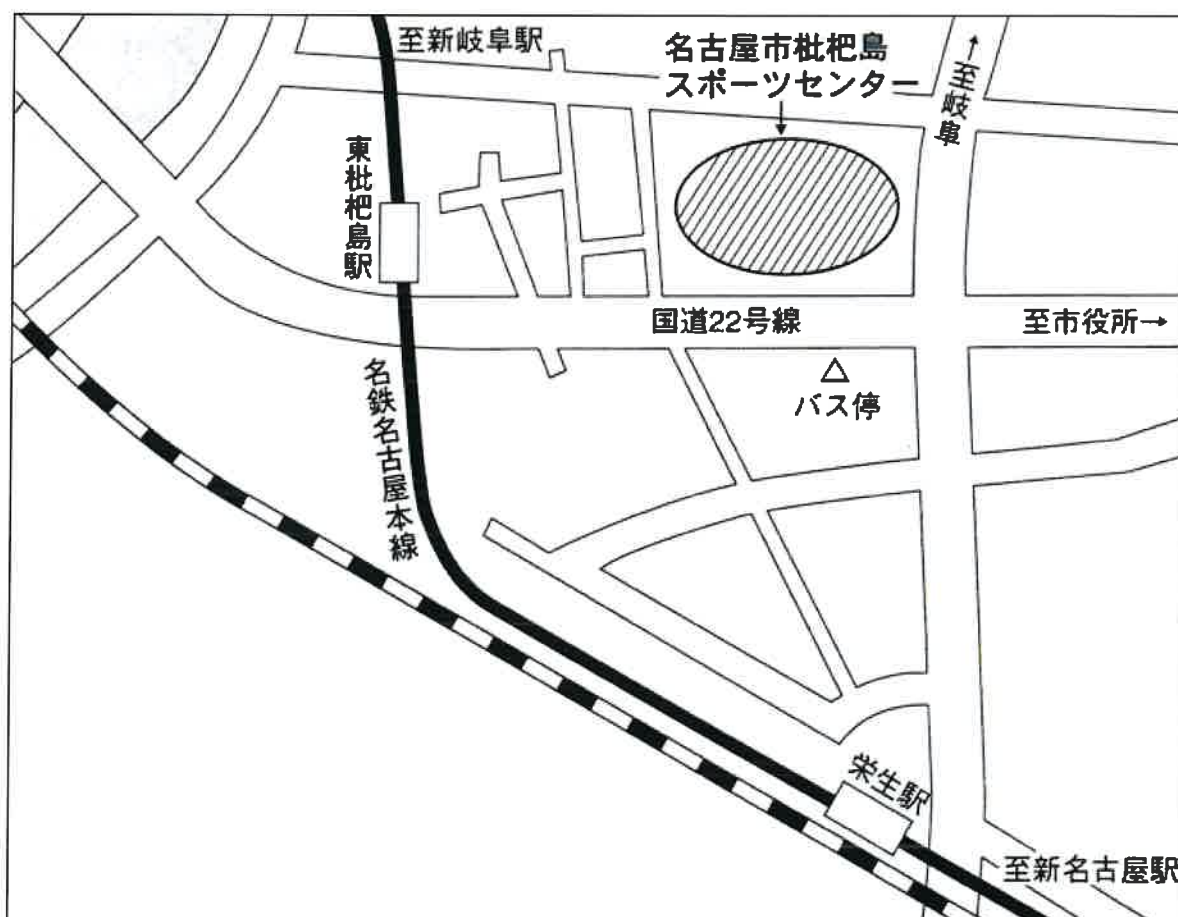 至新岐阜駅
名古屋市枇杷島
スポーツセンター
↑至岐阜
東枇杷島駅
国道22号線
至市役所→
バス停
名鉄名古屋本線
栄生駅
至新名古屋駅